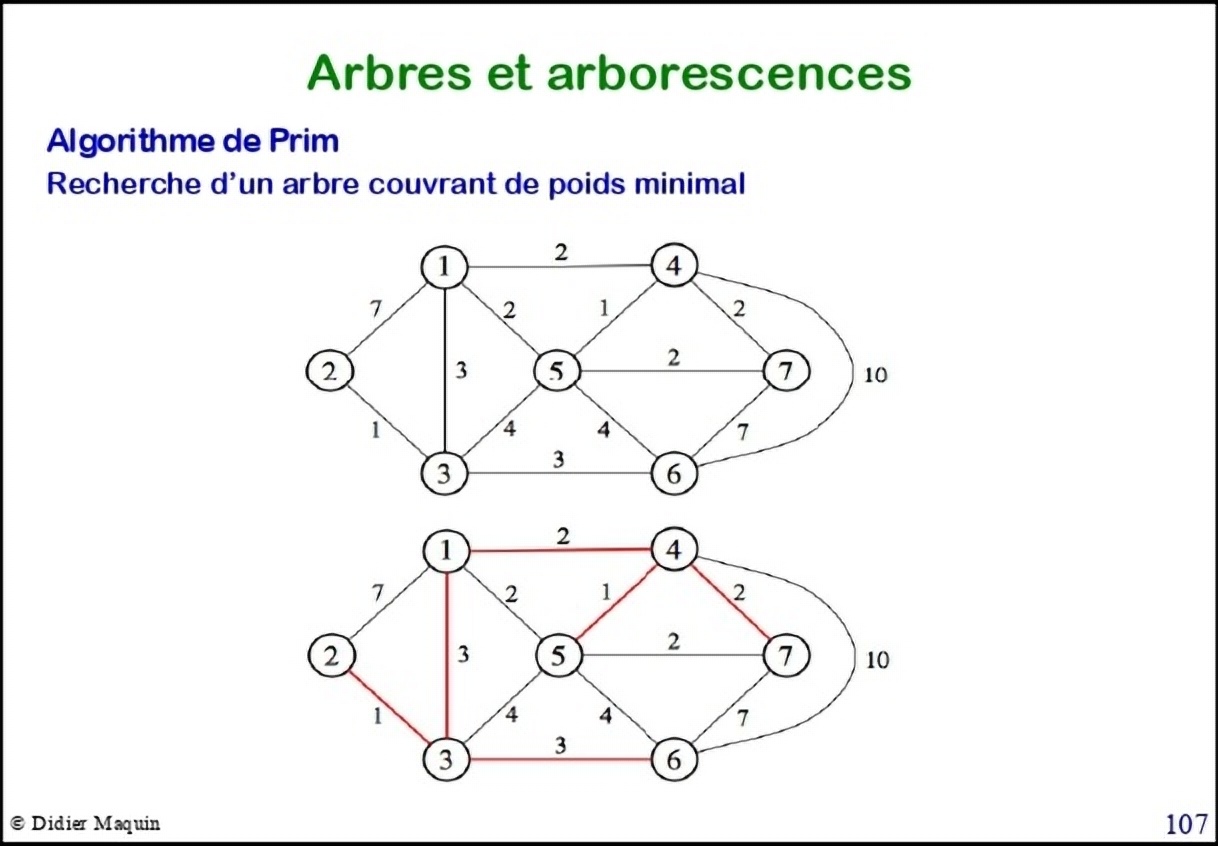 Arbres et arborescences
Algorithme de Prim
Recherche d'un arbre couvrant de poids minimal
1 2 4
7 2 1 2
2 3 5 2 7 10
1 4 4 7
3 3 6
1 2 4
7 2 1 2
2 3 5 2 7 10
1 4 4 7
3 3 6
© Didier Maquin
107